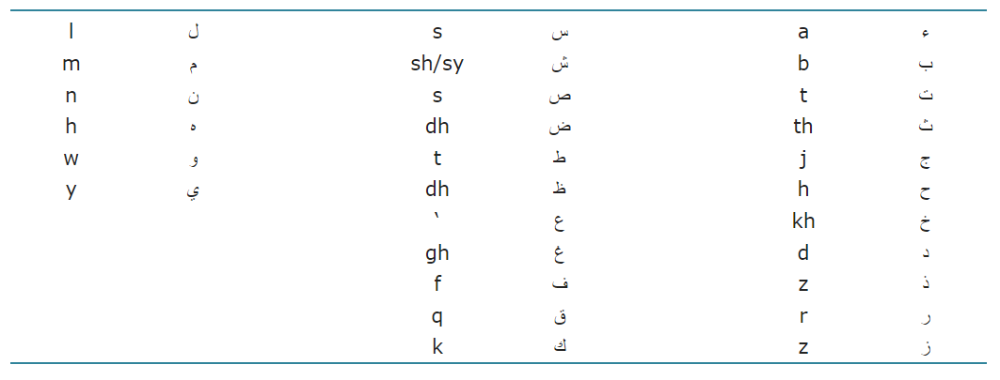 l ل s س a ء
m م sh/sy ش b ب
n ن s ص t ت
h ه dh ض th ث
w و t ط j ج
y ي dh ظ h ح
‛ ع kh خ
gh غ d د
f ف z ذ
q ق r ر
k ك z ز